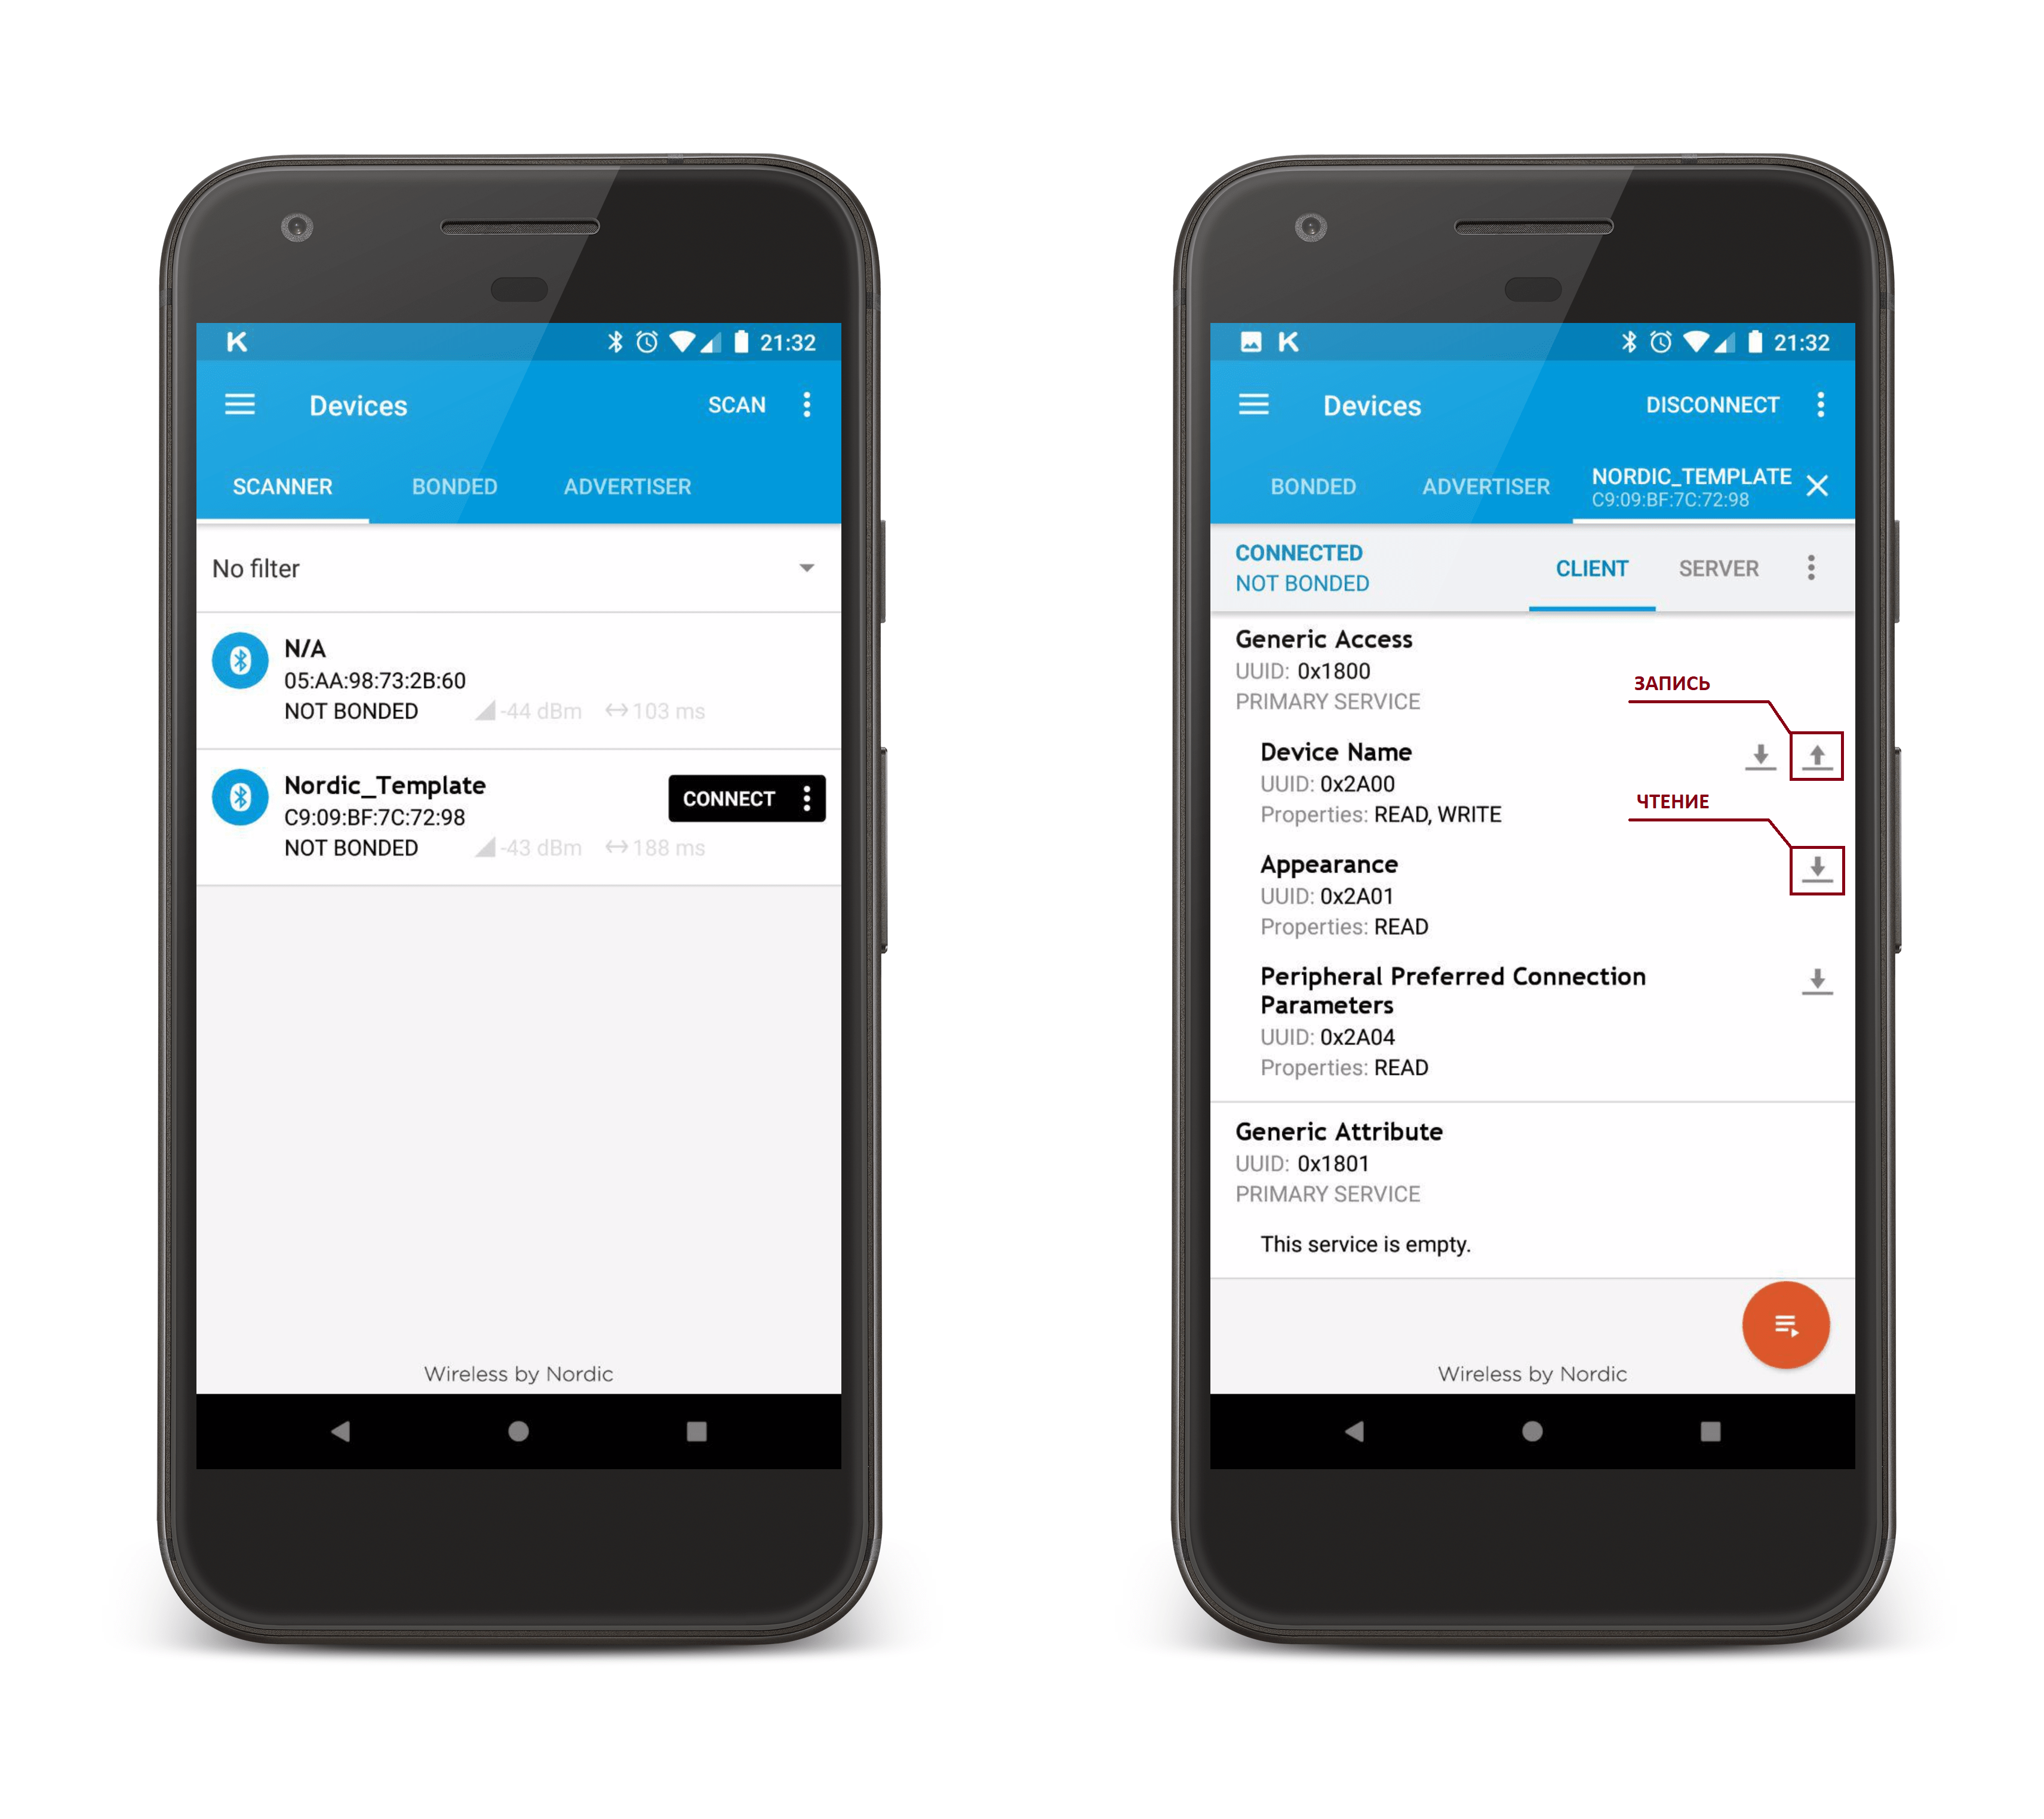 21:32
Devices
SCAN
SCANNER
BONDED
ADVERTISER
No filter
N/A
05:AA:98:73:2B:60
NOT BONDED
-44 dBm
103 ms
Nordic_Template
CONNECT
C9:09:BF:7C:72:98
NOT BONDED
-43 dBm
188 ms
Wireless by Nordic
21:32
Devices
DISCONNECT
BONDED
ADVERTISER
NORDIC_TEMPLATE
C9:09:BF:7C:72:98
CONNECTED
NOT BONDED
CLIENT
SERVER
Generic Access
UUID: 0x1800
PRIMARY SERVICE
ЗАПИСЬ
Device Name
UUID: 0x2A00
Properties: READ, WRITE
ЧТЕНИЕ
Appearance
UUID: 0x2A01
Properties: READ
Peripheral Preferred Connection
Parameters
UUID: 0x2A04
Properties: READ
Generic Attribute
UUID: 0x1801
PRIMARY SERVICE
This service is empty.
Wireless by Nordic